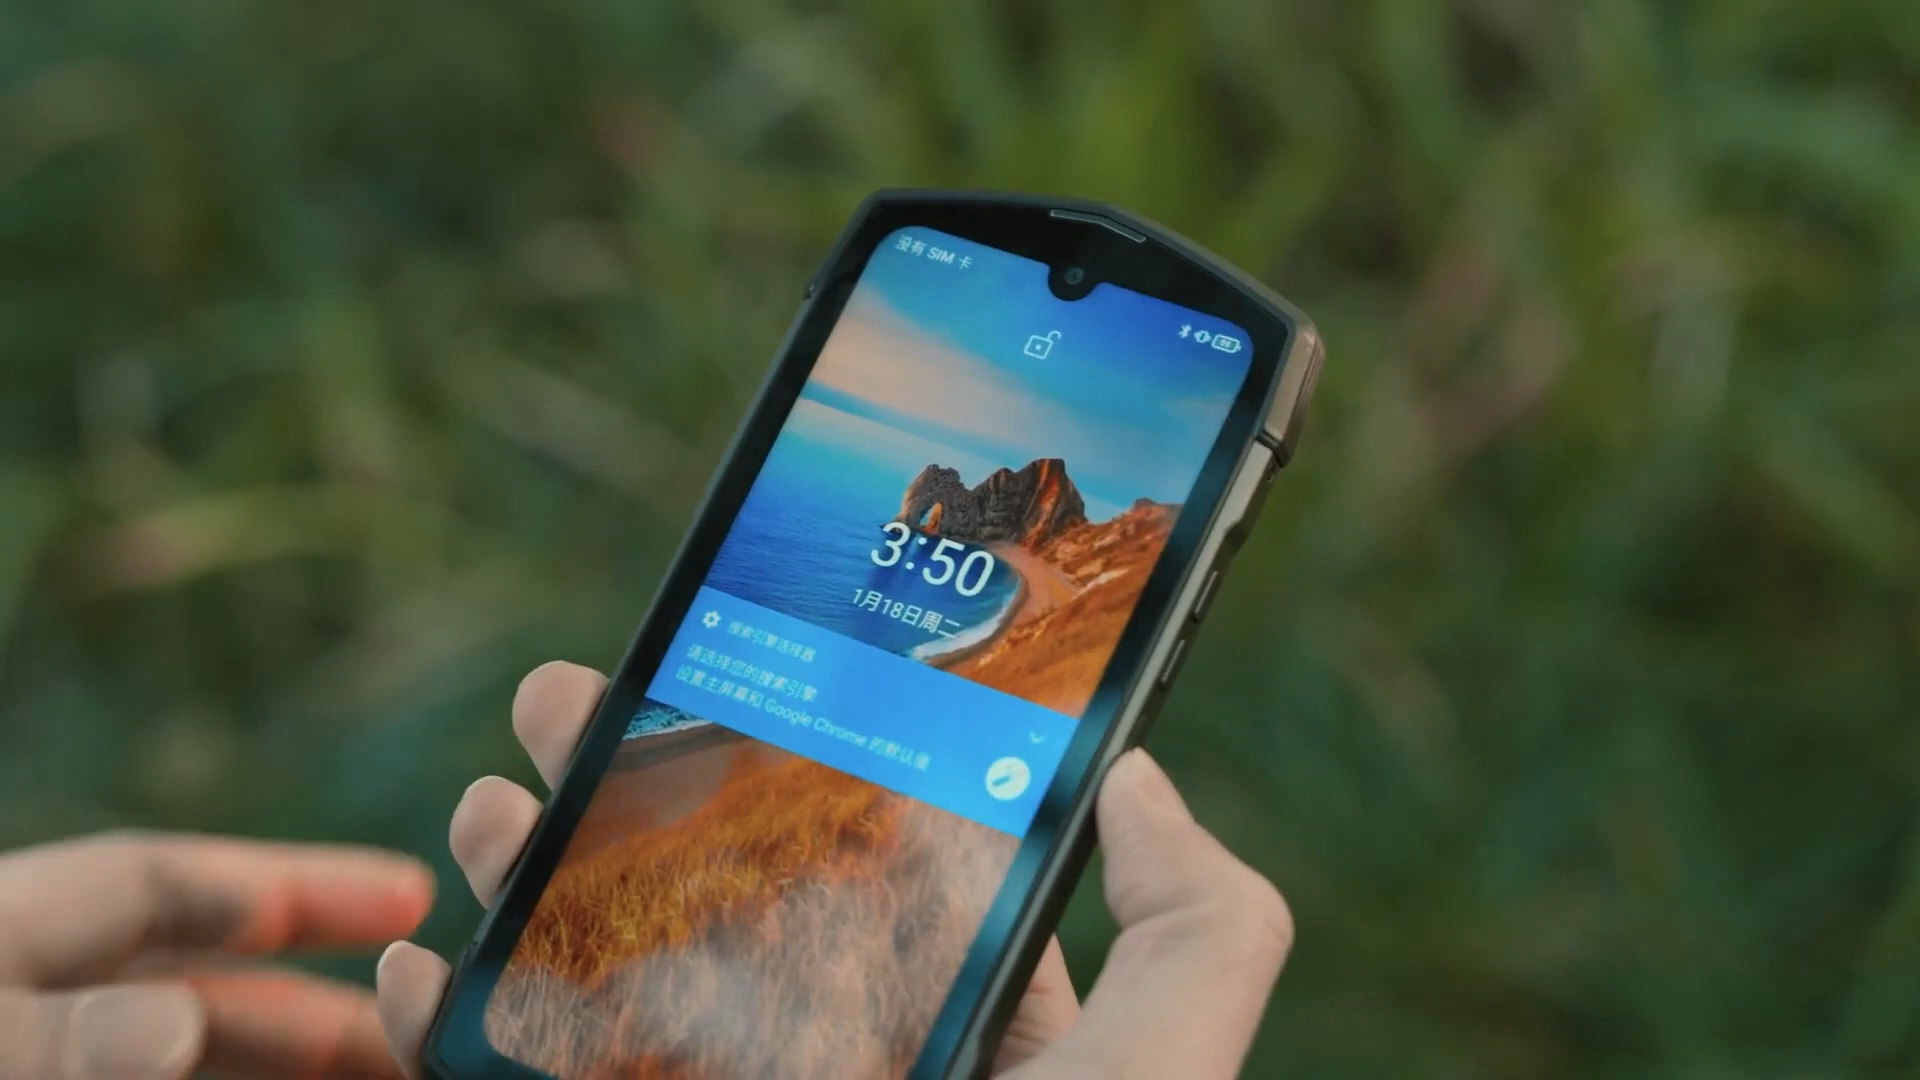 没有 SIM 卡
3:50
1月18日周二
搜索引擎选择器
请选择您的搜索引擎
设置主屏幕和 Google Chrome 的默认值